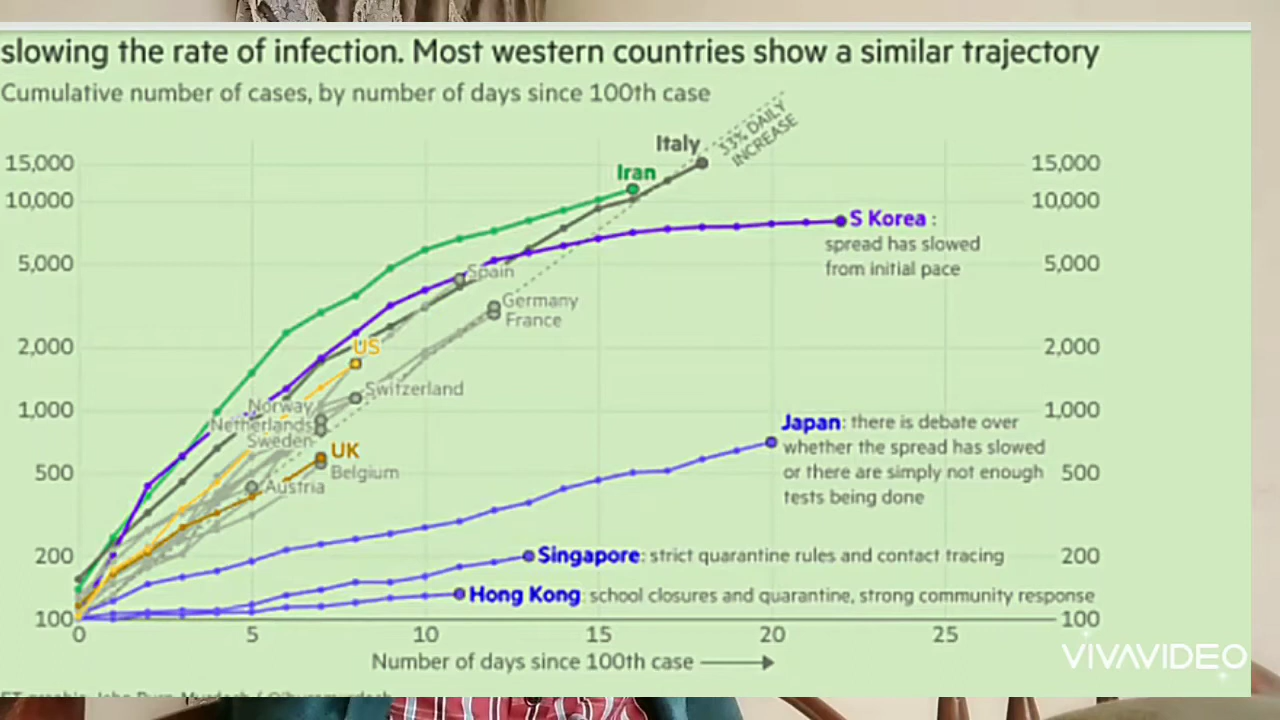 slowing the rate of infection. Most western countries show a similar trajectory
Cumulative number of cases, by number of days since 100th case
33% DAILY
INCREASE
Italy
15,000
15,000
Iran
10,000
10,000
S Korea :
spread has slowed
from initial pace
5,000
5,000
Spain
Germany
France
2,000
US
2,000
Switzerland
Norway
1,000
1,000
Netherlands
Japan: there is debate over
whether the spread has slowed
or there are simply not enough
tests being done
Sweden
UK
500
Belgium
500
Austria
200
Singapore: strict quarantine rules and contact tracing
200
Hong Kong: school closures and quarantine, strong community response
100
100
0
5
10
15
20
25
Number of days since 100th case
VIVAVIDEO